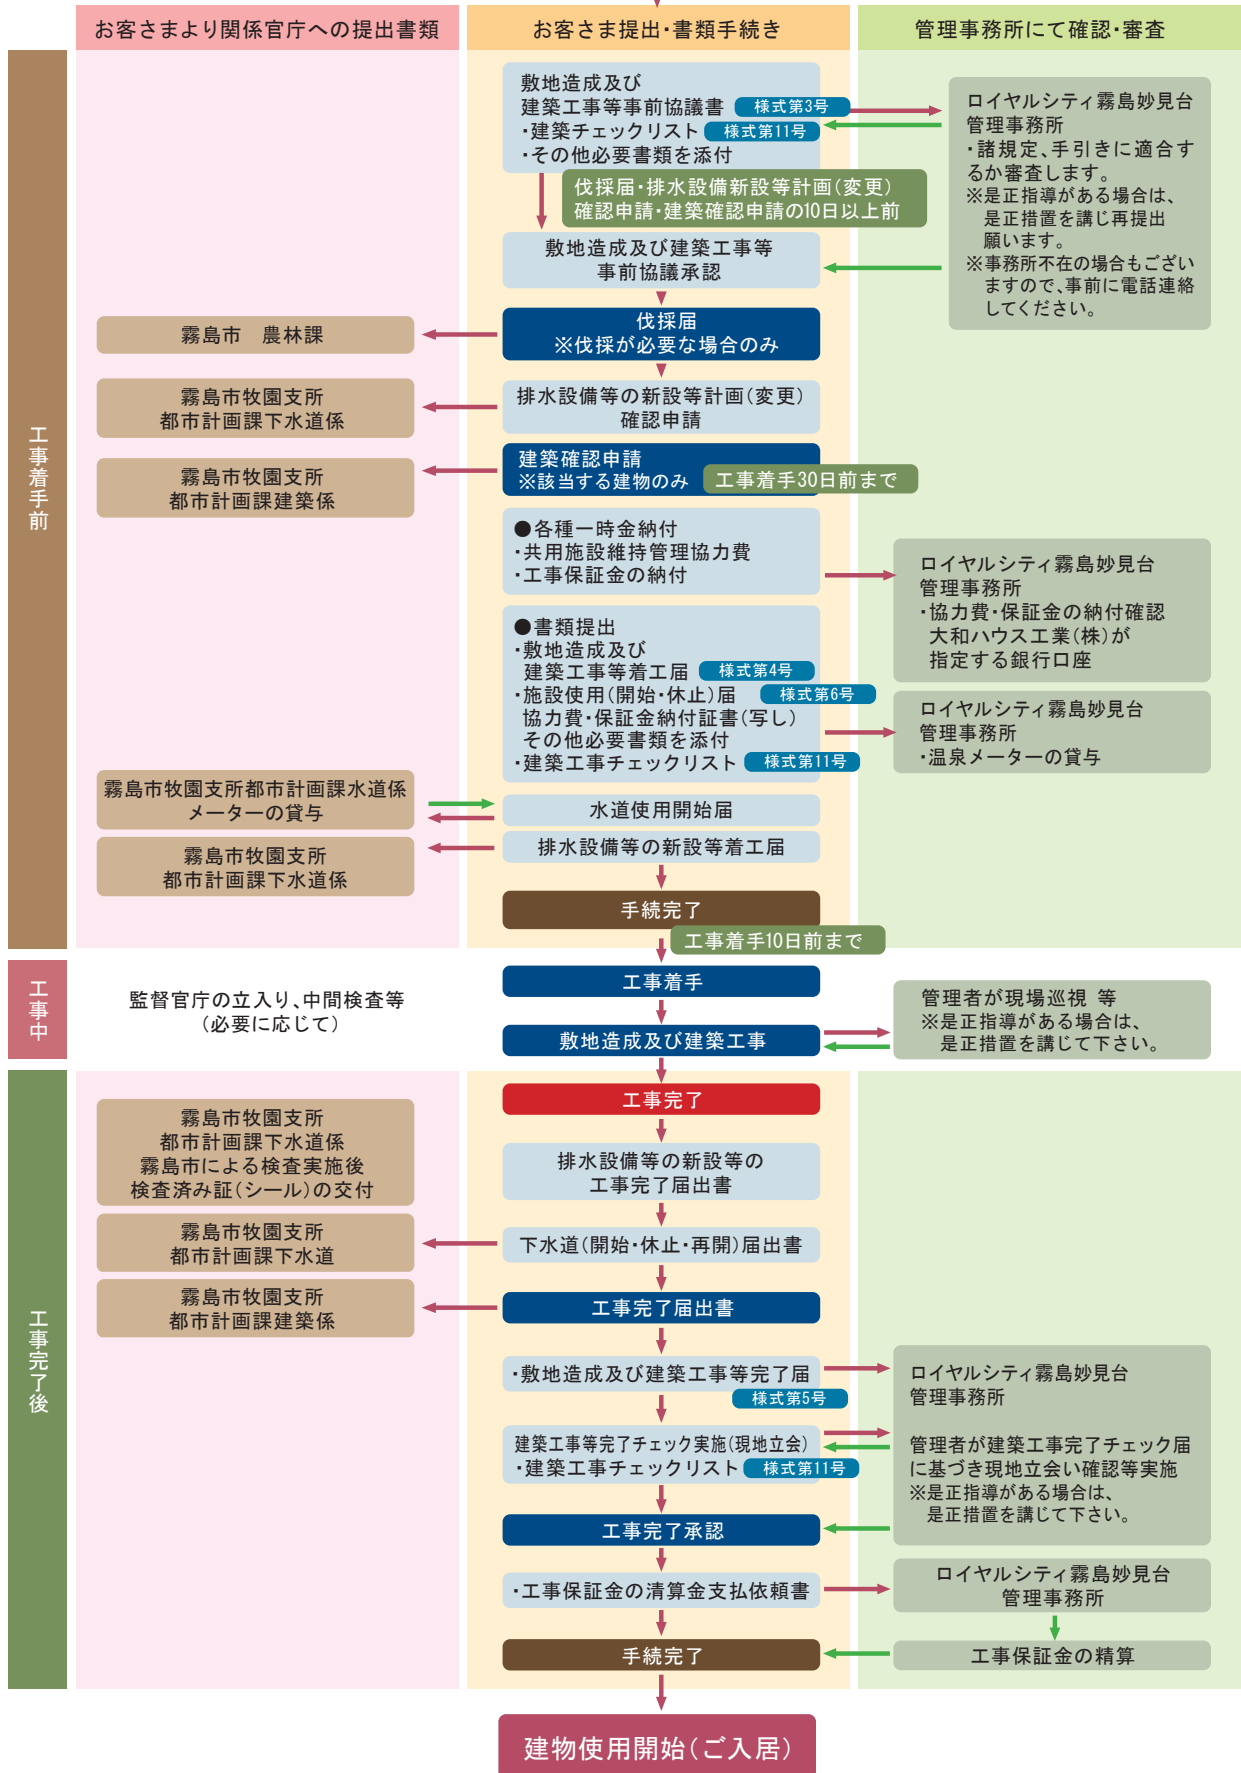 お客さまより関係官庁への提出書類
お客さま提出・書類手続き
管理事務所にて確認・審査
工事着手前
敷地造成及び
建築工事等事前協議書 様式第3号
・建築チェックリスト 様式第11号
・その他必要書類を添付
ロイヤルシティ霧島妙見台
管理事務所
・諸規定、手引きに適合す
るか審査します。
※是正指導がある場合は、
是正措置を講じ再提出
願います。
※事務所不在の場合もござい
ますので、事前に電話連絡
してください。
伐採届・排水設備新設等計画(変更)
確認申請・建築確認申請の10日以上前
敷地造成及び建築工事等
事前協議承認
霧島市　農林課
伐採届
※伐採が必要な場合のみ
霧島市牧園支所
都市計画課下水道係
排水設備等の新設等計画(変更)
確認申請
霧島市牧園支所
都市計画課建築係
建築確認申請
※該当する建物のみ
工事着手30日前まで
●各種一時金納付
・共用施設維持管理協力費
・工事保証金の納付
ロイヤルシティ霧島妙見台
管理事務所
・協力費・保証金の納付確認
大和ハウス工業(株)が
指定する銀行口座
●書類提出
・敷地造成及び
建築工事等着工届 様式第4号
・施設使用(開始・休止)届 様式第6号
協力費・保証金納付証書(写し)
その他必要書類を添付
・建築工事チェックリスト 様式第11号
ロイヤルシティ霧島妙見台
管理事務所
・温泉メーターの貸与
霧島市牧園支所都市計画課水道係
メーターの貸与
水道使用開始届
霧島市牧園支所
都市計画課下水道係
排水設備等の新設等着工届
手続完了
工事着手10日前まで
工事中
監督官庁の立入り、中間検査等
(必要に応じて)
工事着手
敷地造成及び建築工事
管理者が現場巡視 等
※是正指導がある場合は、
是正措置を講じて下さい。
工事完了後
工事完了
霧島市牧園支所
都市計画課下水道係
霧島市による検査実施後
検査済み証(シール)の交付
排水設備等の新設等の
工事完了届出書
霧島市牧園支所
都市計画課下水道
下水道(開始・休止・再開)届出書
霧島市牧園支所
都市計画課建築係
工事完了届出書
・敷地造成及び建築工事等完了届
様式第5号
建築工事等完了チェック実施(現地立会)
・建築工事チェックリスト 様式第11号
ロイヤルシティ霧島妙見台
管理事務所
管理者が建築工事完了チェック届
に基づき現地立会い確認等実施
※是正指導がある場合は、
是正措置を講じて下さい。
工事完了承認
・工事保証金の清算金支払依頼書
ロイヤルシティ霧島妙見台
管理事務所
手続完了
工事保証金の精算
建物使用開始(ご入居)